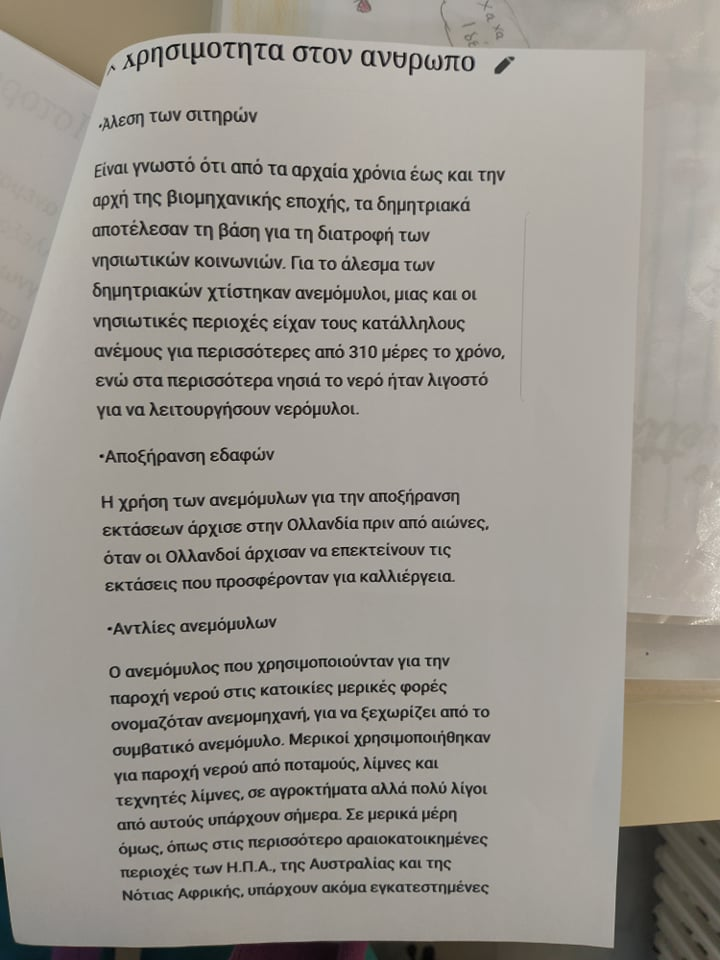 χα χα
Χρησιμότητα στον άνθρωπο
•Άλεση των σιτηρών
Είναι γνωστό ότι από τα αρχαία χρόνια έως και την
αρχή της βιομηχανικής εποχής, τα δημητριακά
αποτέλεσαν τη βάση για τη διατροφή των
νησιωτικών κοινωνιών. Για το άλεσμα των
δημητριακών χτίστηκαν ανεμόμυλοι, μιας και οι
νησιωτικές περιοχές είχαν τους κατάλληλους
ανέμους για περισσότερες από 310 μέρες το χρόνο,
ενώ στα περισσότερα νησιά το νερό ήταν λιγοστό
για να λειτουργήσουν νερόμυλοι.
•Αποξήρανση εδαφών
Η χρήση των ανεμόμυλων για την αποξήρανση
εκτάσεων άρχισε στην Ολλανδία πριν από αιώνες,
όταν οι Ολλανδοί άρχισαν να επεκτείνουν τις
εκτάσεις που προσφέρονταν για καλλιέργεια.
•Αντλίες ανεμόμυλων
Ο ανεμόμυλος που χρησιμοποιούνταν για την
παροχή νερού στις κατοικίες μερικές φορές
ονομαζόταν ανεμομηχανή, για να ξεχωρίζει από το
συμβατικό ανεμόμυλο. Μερικοί χρησιμοποιήθηκαν
για παροχή νερού από ποταμούς, λίμνες και
τεχνητές λίμνες, σε αγροκτήματα αλλά πολύ λίγοι
από αυτούς υπάρχουν σήμερα. Σε μερικά μέρη
όμως, όπως στις περισσότερο αραιοκατοικημένες
περιοχές των Η.Π.Α., της Αυστραλίας και της
Νότιας Αφρικής, υπάρχουν ακόμα εγκατεστημένες